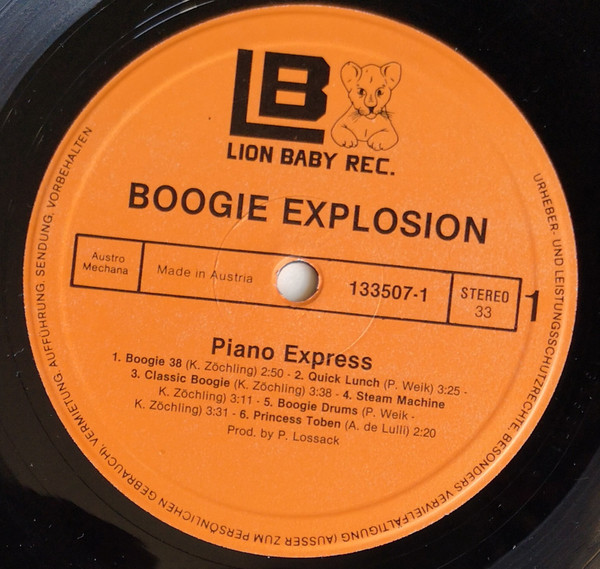 LB
LION BABY REC.
BOOGIE EXPLOSION
Austro
Mechana
Made in Austria
133507-1
STEREO
33
1
Piano Express
1. Boogie 38 (K. Zöchling) 2:50 - 2. Quick Lunch (P. Weik) 3:25 -
3. Classic Boogie (K. Zöchling) 3:38 - 4. Steam Machine
K. Zöchling) 3:11 - 5. Boogie Drums (P. Weik -
K. Zöchling) 3:31 - 6. Princess Toben (A. de Lulli) 2:20
Prod. by P. Lossack
URHEBER- UND LEISTUNGSSCHUTZRECHTE, BESONDERS VERVIELFÄLTIGUNG (AUSSER ZUM PERSÖNLICHEN GEBRAUCH), VERMIETUNG, AUFFÜHRUNG, SENDUNG, VORBEHALTEN